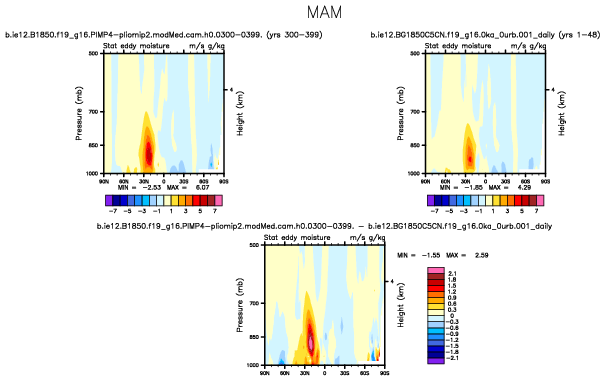 MAM
b.ie12.B1850.f19_g16.PIMP4-pliomip2.modMed.cam.h0.0300-0399. (yrs 300-399)
b.ie12.BG1850C5CN.f19_g16.0ka_0urb.001_daily (yrs 1-48)
Stat eddy moisture m/s g/kg
Stat eddy moisture m/s g/kg
500
700
850
1000
Pressure (mb)
4
Height (km)
90N 60N 30N 0 30S 60S 90S
MIN = -2.53 MAX = 6.07
-7 -5 -3 -1 1 3 5 7
500
700
850
1000
Pressure (mb)
4
Height (km)
90N 60N 30N 0 30S 60S 90S
MIN = -1.85 MAX = 4.29
-7 -5 -3 -1 1 3 5 7
b.ie12.B1850.f19_g16.PIMP4-pliomip2.modMed.cam.h0.0300-0399. - b.ie12.BG1850C5CN.f19_g16.0ka_0urb.001_daily
Stat eddy moisture m/s g/kg
500
700
850
1000
Pressure (mb)
4
Height (km)
90N 60N 30N 0 30S 60S 90S
MIN = -1.55 MAX = 2.59
2.1
1.8
1.5
1.2
0.9
0.6
0.3
0
-0.3
-0.6
-0.9
-1.2
-1.5
-1.8
-2.1